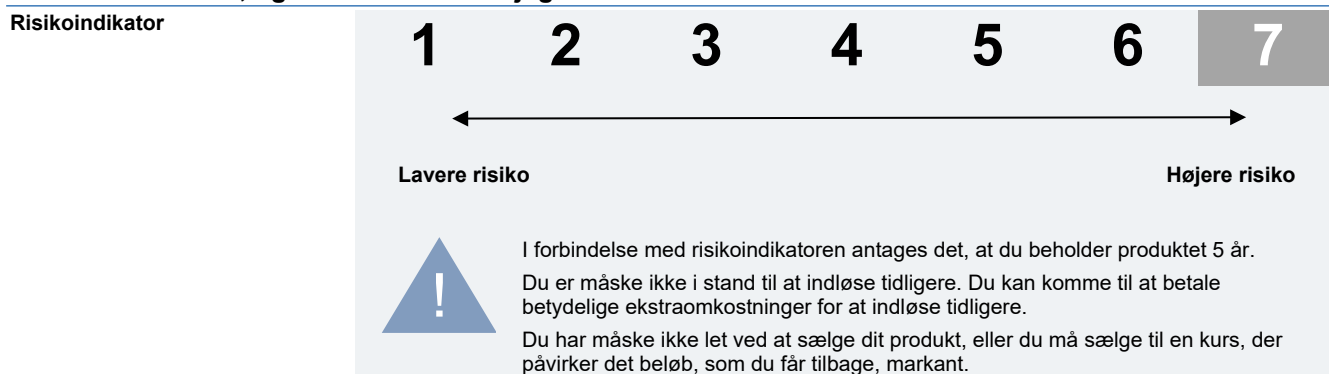 Risikoindikator
1 2 3 4 5 6 7
Lavere risiko Højere risiko
!
I forbindelse med risikoindikatoren antages det, at du beholder produktet 5 år.
Du er måske ikke i stand til at indløse tidligere. Du kan komme til at betale
betydelige ekstraomkostninger for at indløse tidligere.
Du har måske ikke let ved at sælge dit produkt, eller du må sælge til en kurs, der
påvirker det beløb, som du får tilbage, markant.